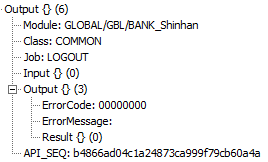 Output {} (6)
Module: GLOBAL/GBL/BANK_Shinhan
Class: COMMON
Job: LOGOUT
Input {} (0)
Output {} (3)
ErrorCode: 00000000
ErrorMessage:
Result {} (0)
API_SEQ: b4866ad04c1a24873ca999f79cb60a4a